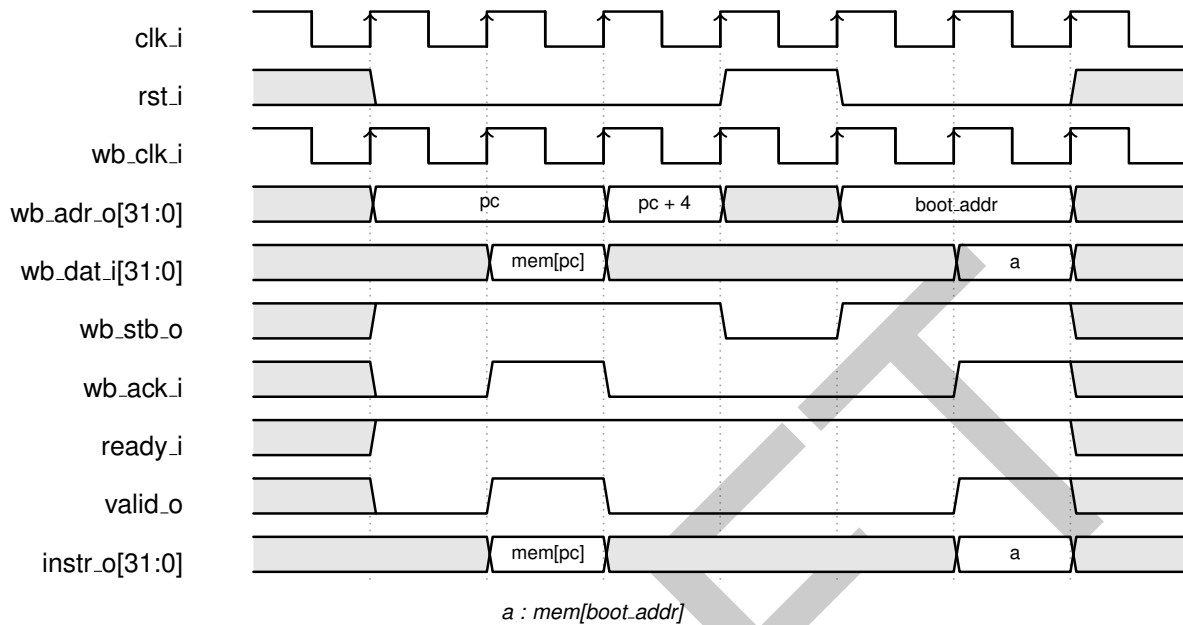 clk_i
rst_i
wb_clk_i
wb_adr_o[31:0] pc pc + 4 boot_addr
wb_dat_i[31:0] mem[pc] a
wb_stb_o
wb_ack_i
ready_i
valid_o
instr_o[31:0] mem[pc] a
a : mem[boot_addr]